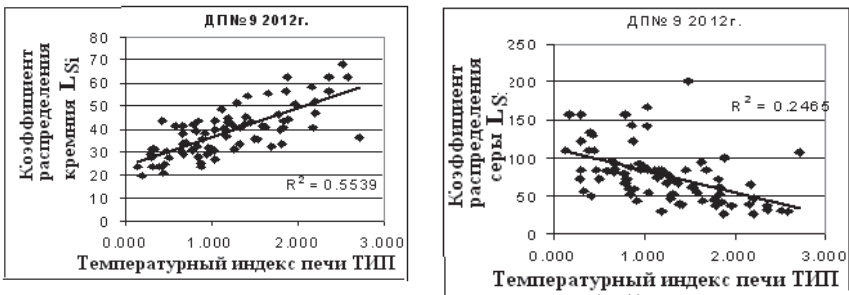 ДП№9 2012г.
Коэффициент
распределения
кремния LSi
80
70
60
50
40
30
20
10
0
R² = 0.5539
0.000 1.000 2.000 3.000
Температурный индекс печи ТИП
ДП№9 2012г.
Коэффициент
распределения
серы LS
250
200
150
100
50
0
R² = 0.2465
0.000 1.000 2.000 3.000
Температурный индекс печи ТИП